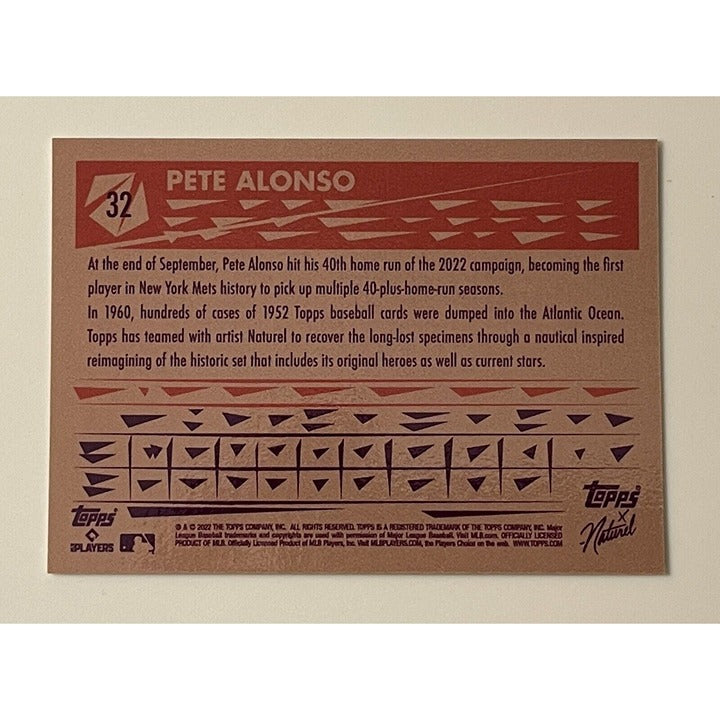 32
PETE ALONSO
At the end of September, Pete Alonso hit his 40th home run of the 2022 campaign, becoming the first
player in New York Mets history to pick up multiple 40-plus-home-run seasons.
In 1960, hundreds of cases of 1952 Topps baseball cards were dumped into the Atlantic Ocean.
Topps has teamed with artist Naturel to recover the long-lost specimens through a nautical inspired
reimagining of the historic set that includes its original heroes as well as current stars.
Topps
PLAYERS
® & © 2022 THE TOPPS COMPANY, INC. ALL RIGHTS RESERVED. TOPPS IS A REGISTERED TRADEMARK OF THE TOPPS COMPANY, INC. Major
League Baseball trademarks and copyrights are used with permission of Major League Baseball. Visit MLB.com. OFFICIALLY LICENSED
PRODUCT OF MLB Players, Inc. Visit MLBPLAYERS.com, the Players Choice on the web. WWW.TOPPS.COM
Topps
X
Naturel